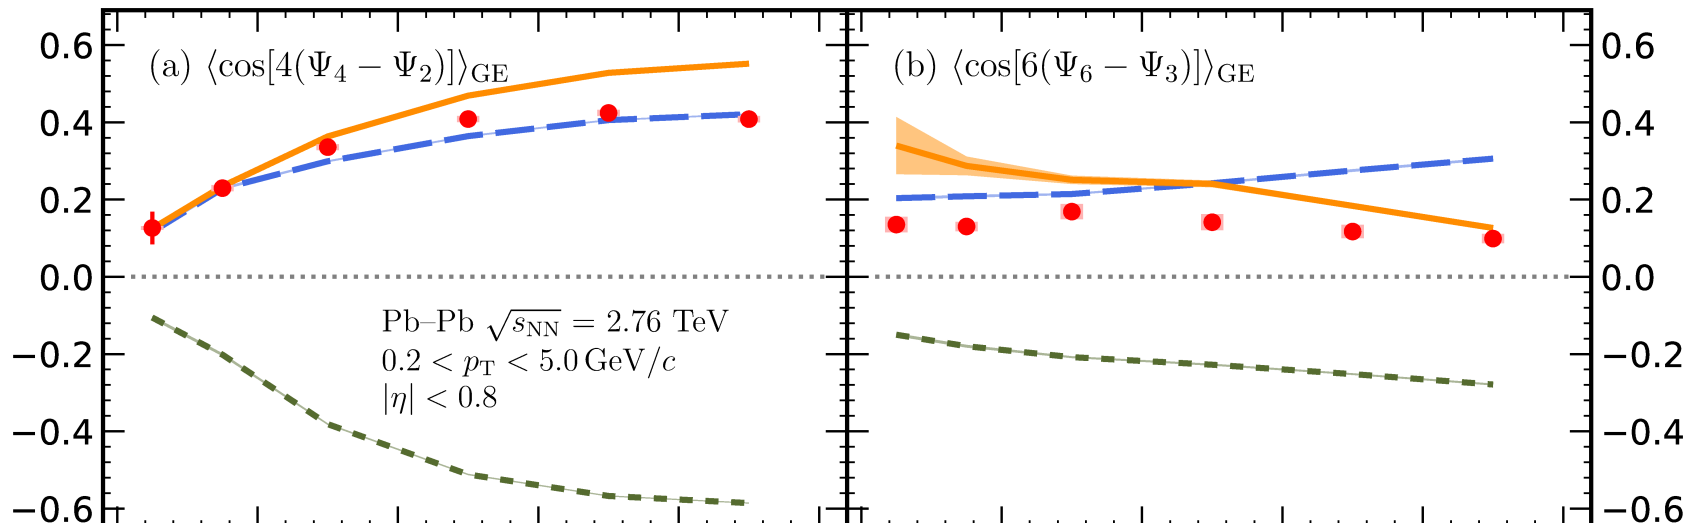 (a) ⟨cos[4(Ψ₄ − Ψ₂)]⟩GE
(b) ⟨cos[6(Ψ₆ − Ψ₃)]⟩GE
0.6
0.4
0.2
0.0
−0.2
−0.4
−0.6
Pb–Pb √sNN = 2.76 TeV
0.2 < pT < 5.0 GeV/c
|η| < 0.8
0.6
0.4
0.2
0.0
−0.2
−0.4
−0.6